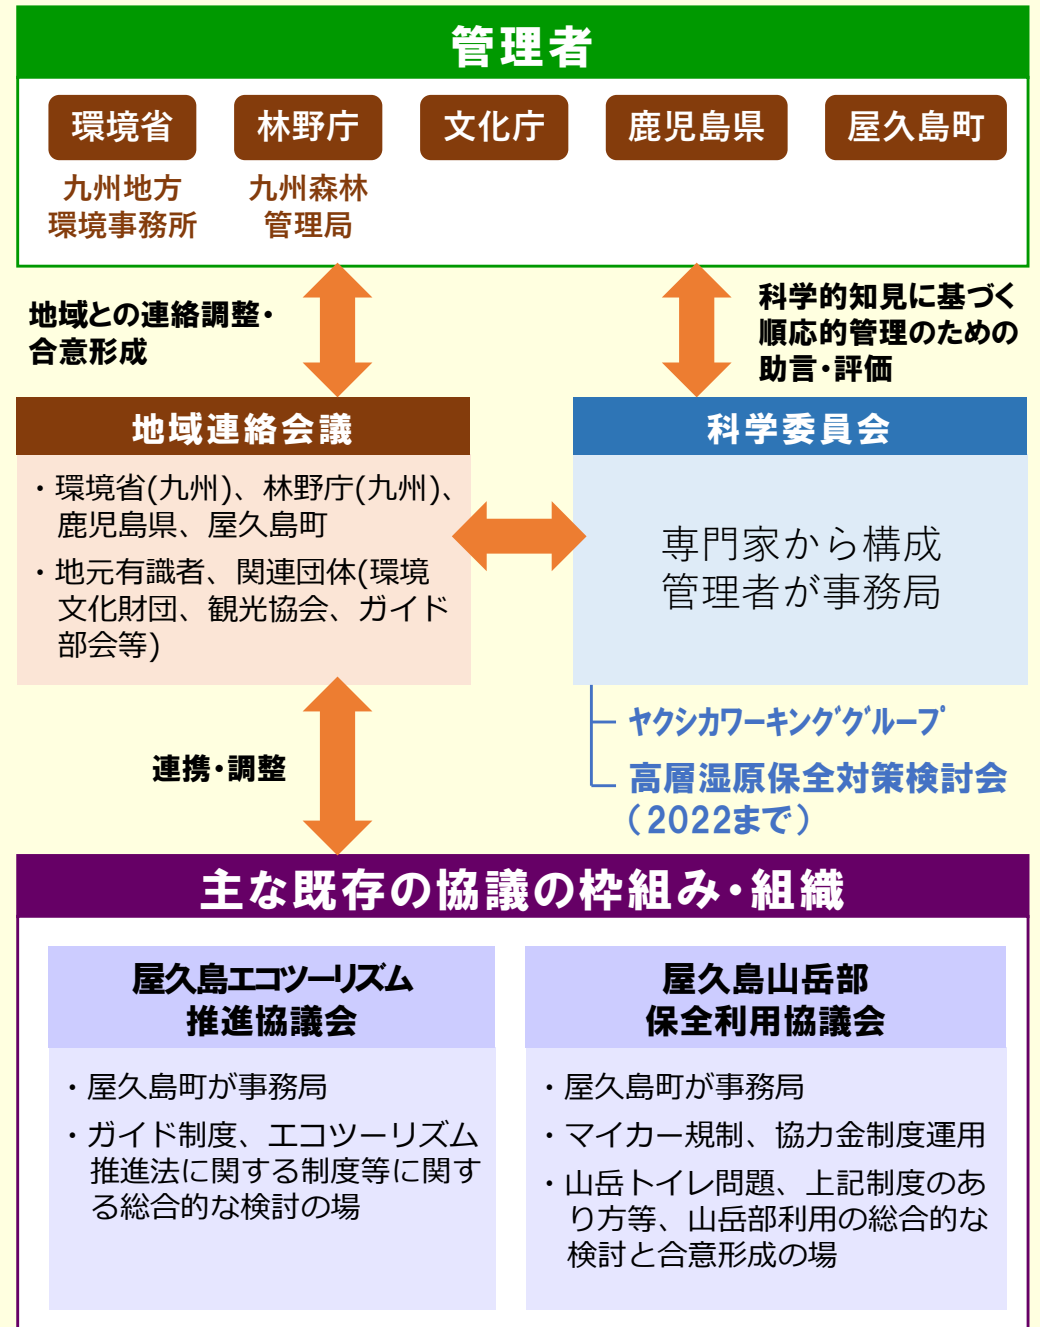 管理者
環境省
林野庁
文化庁
鹿児島県
屋久島町
九州地方
環境事務所
九州森林
管理局
地域との連絡調整・
合意形成
科学的知見に基づく
順応的管理のための
助言・評価
地域連絡会議
・環境省(九州)、林野庁(九州)、
鹿児島県、屋久島町
・地元有識者、関連団体(環境
文化財団、観光協会、ガイド
部会等)
科学委員会
専門家から構成
管理者が事務局
ヤクシカワーキンググループ
高層湿原保全対策検討会
(2022まで)
連携・調整
主な既存の協議の枠組み・組織
屋久島エコツーリズム
推進協議会
・屋久島町が事務局
・ガイド制度、エコツーリズム
推進法に関する制度等に関す
る総合的な検討の場
屋久島山岳部
保全利用協議会
・屋久島町が事務局
・マイカー規制、協力金制度運用
・山岳トイレ問題、上記制度のあ
り方等、山岳部利用の総合的な
検討と合意形成の場